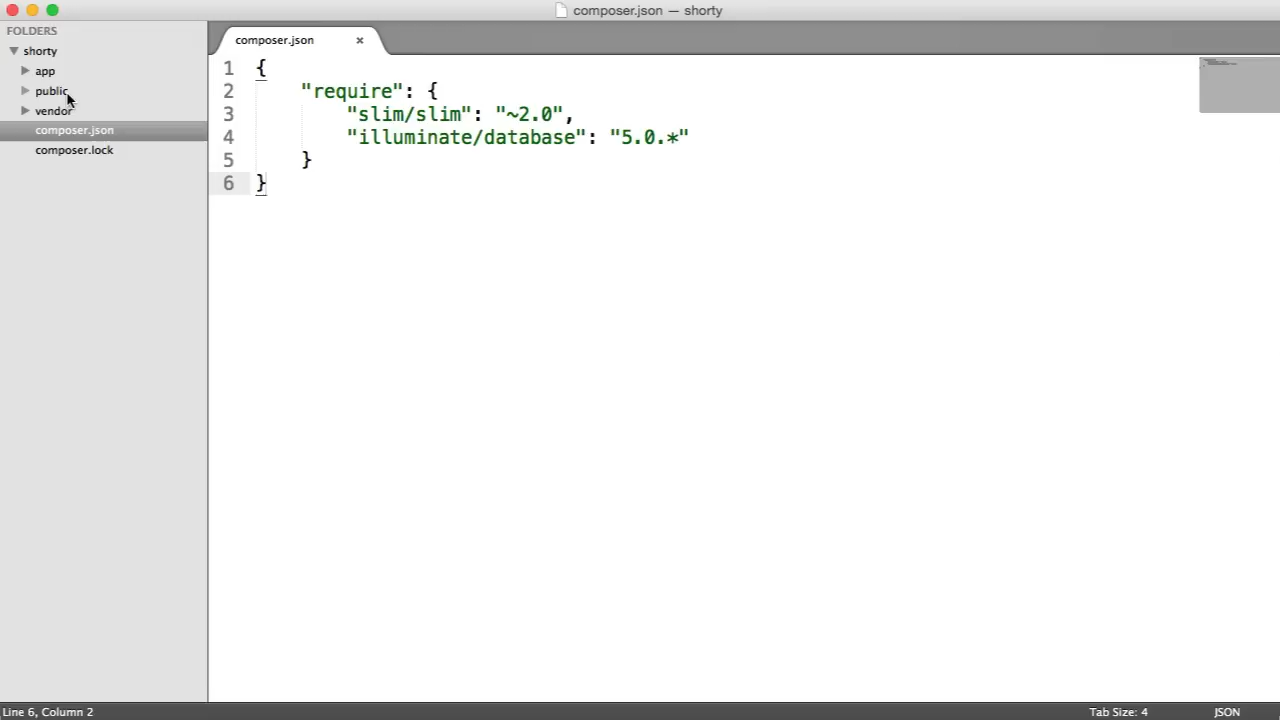 composer.json — shorty
FOLDERS
shorty
app
public
vendor
composer.json
composer.lock
composer.json ×
1 {
2     "require": {
3         "slim/slim": "~2.0",
4         "illuminate/database": "5.0.*"
5     }
6 }
Line 6, Column 2
Tab Size: 4
JSON